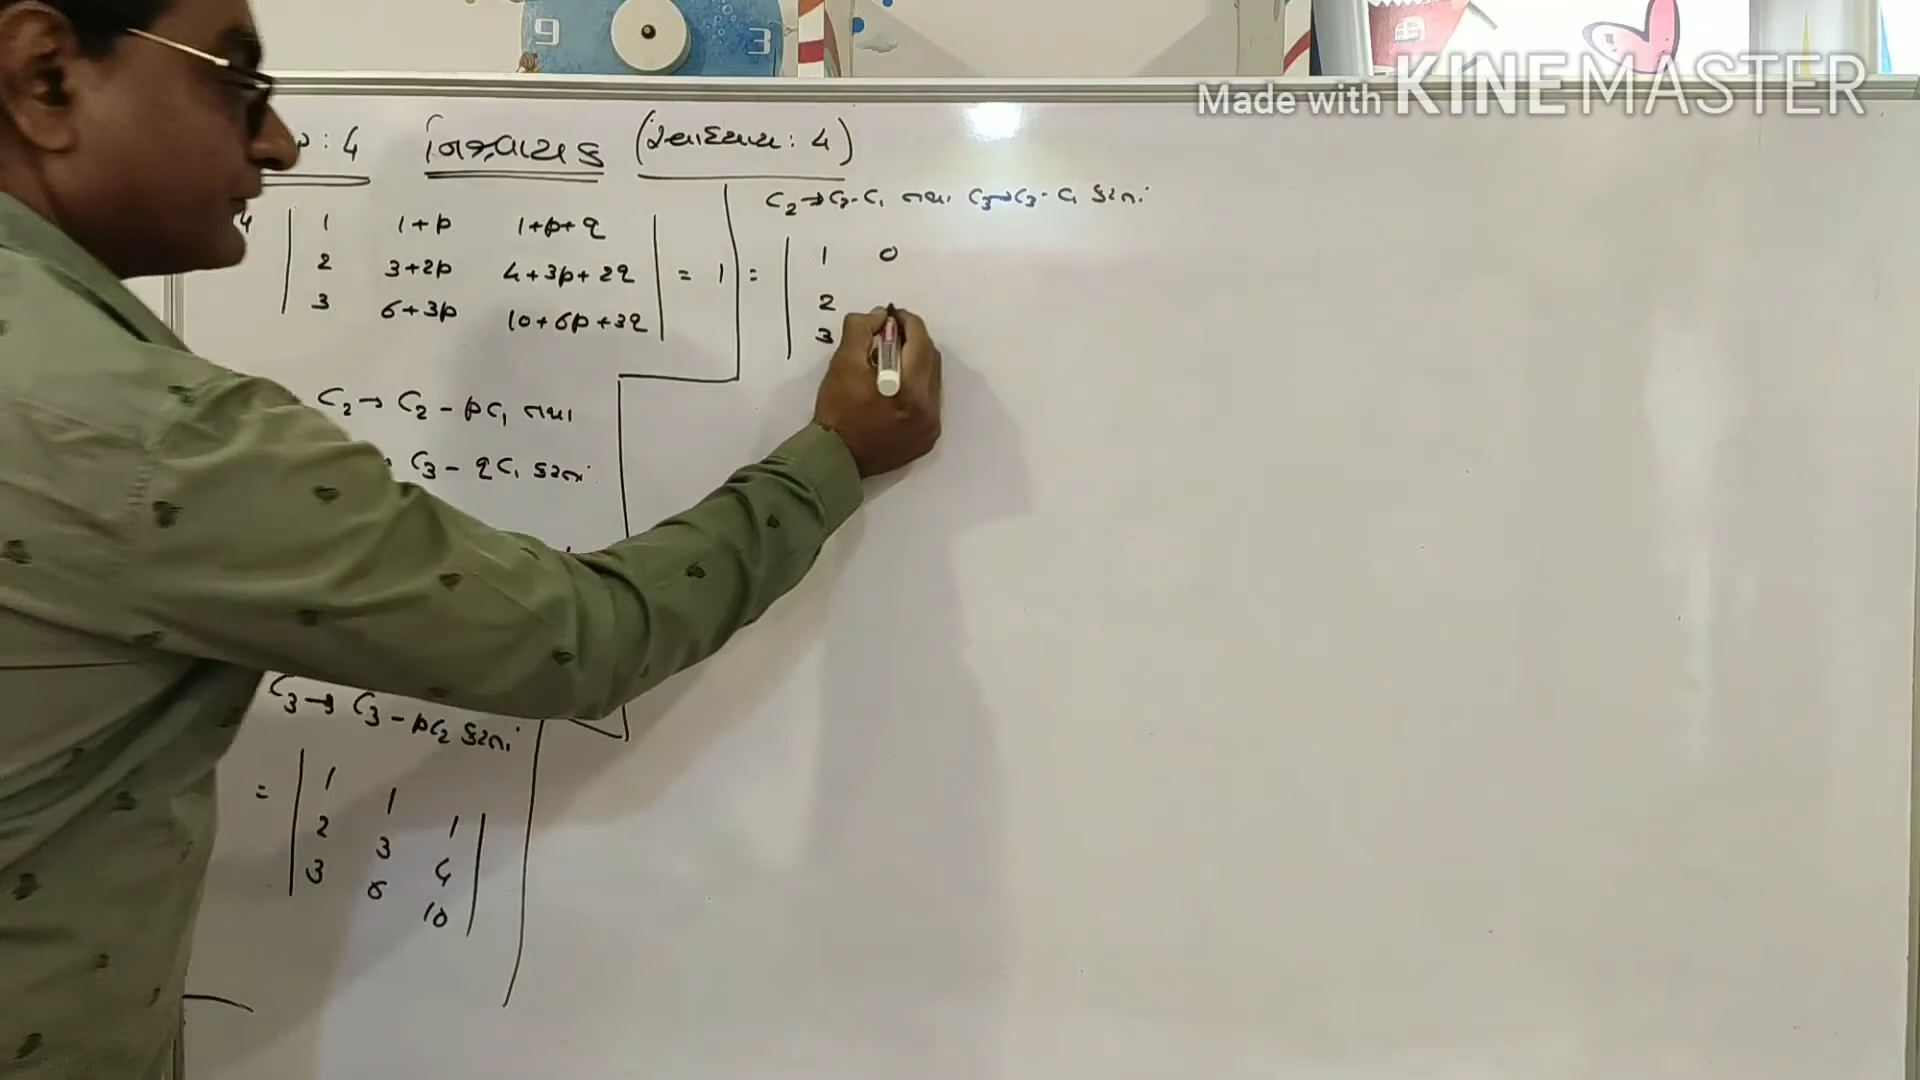 9 3
Made with KINEMASTER
: 4 નિશ્ચાયક (સ્વાધ્યાય : 4)
4 | 1 1+p 1+p+q |
| 2 3+2p 4+3p+2q | = 1
| 3 6+3p 10+6p+3q |
C₂ → C₂ - pC₁ તથા
C₃ - qC₁ કરતાં
C₃ → C₃ - pC₂ કરતાં
= | 1 1 1 |
| 2 3 4 |
| 3 6 10 |
C₂→C₂-C₁ તથા C₃→C₃-C₁ કરતાં
= | 1 0
| 2
| 3